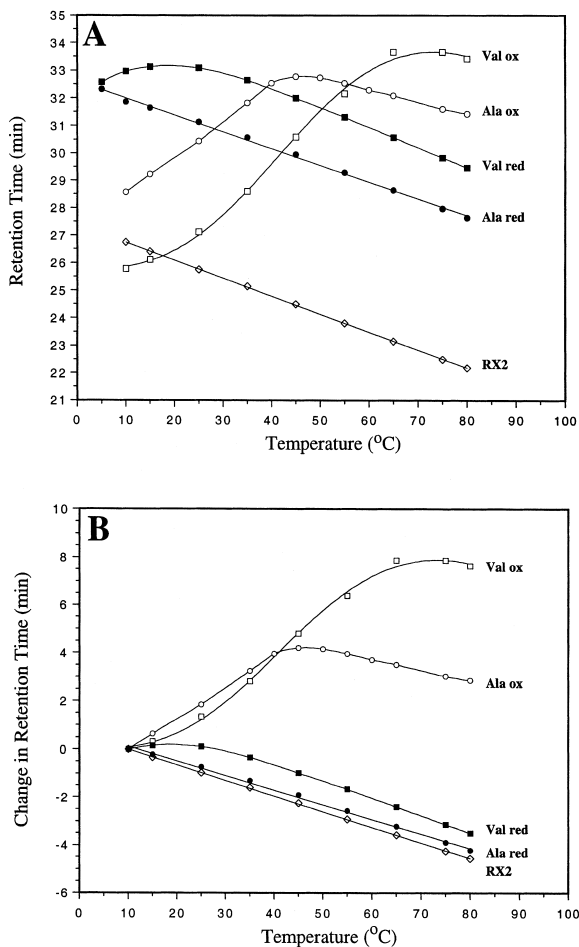 A
35
34
33
32
31
30
29
28
27
26
25
24
23
22
21
Retention Time (min)
Val ox
Ala ox
Val red
Ala red
RX2
0 10 20 30 40 50 60 70 80 90 100
Temperature (°C)
B
10
8
6
4
2
0
-2
-4
-6
Change in Retention Time (min)
Val ox
Ala ox
Val red
Ala red
RX2
0 10 20 30 40 50 60 70 80 90 100
Temperature (°C)